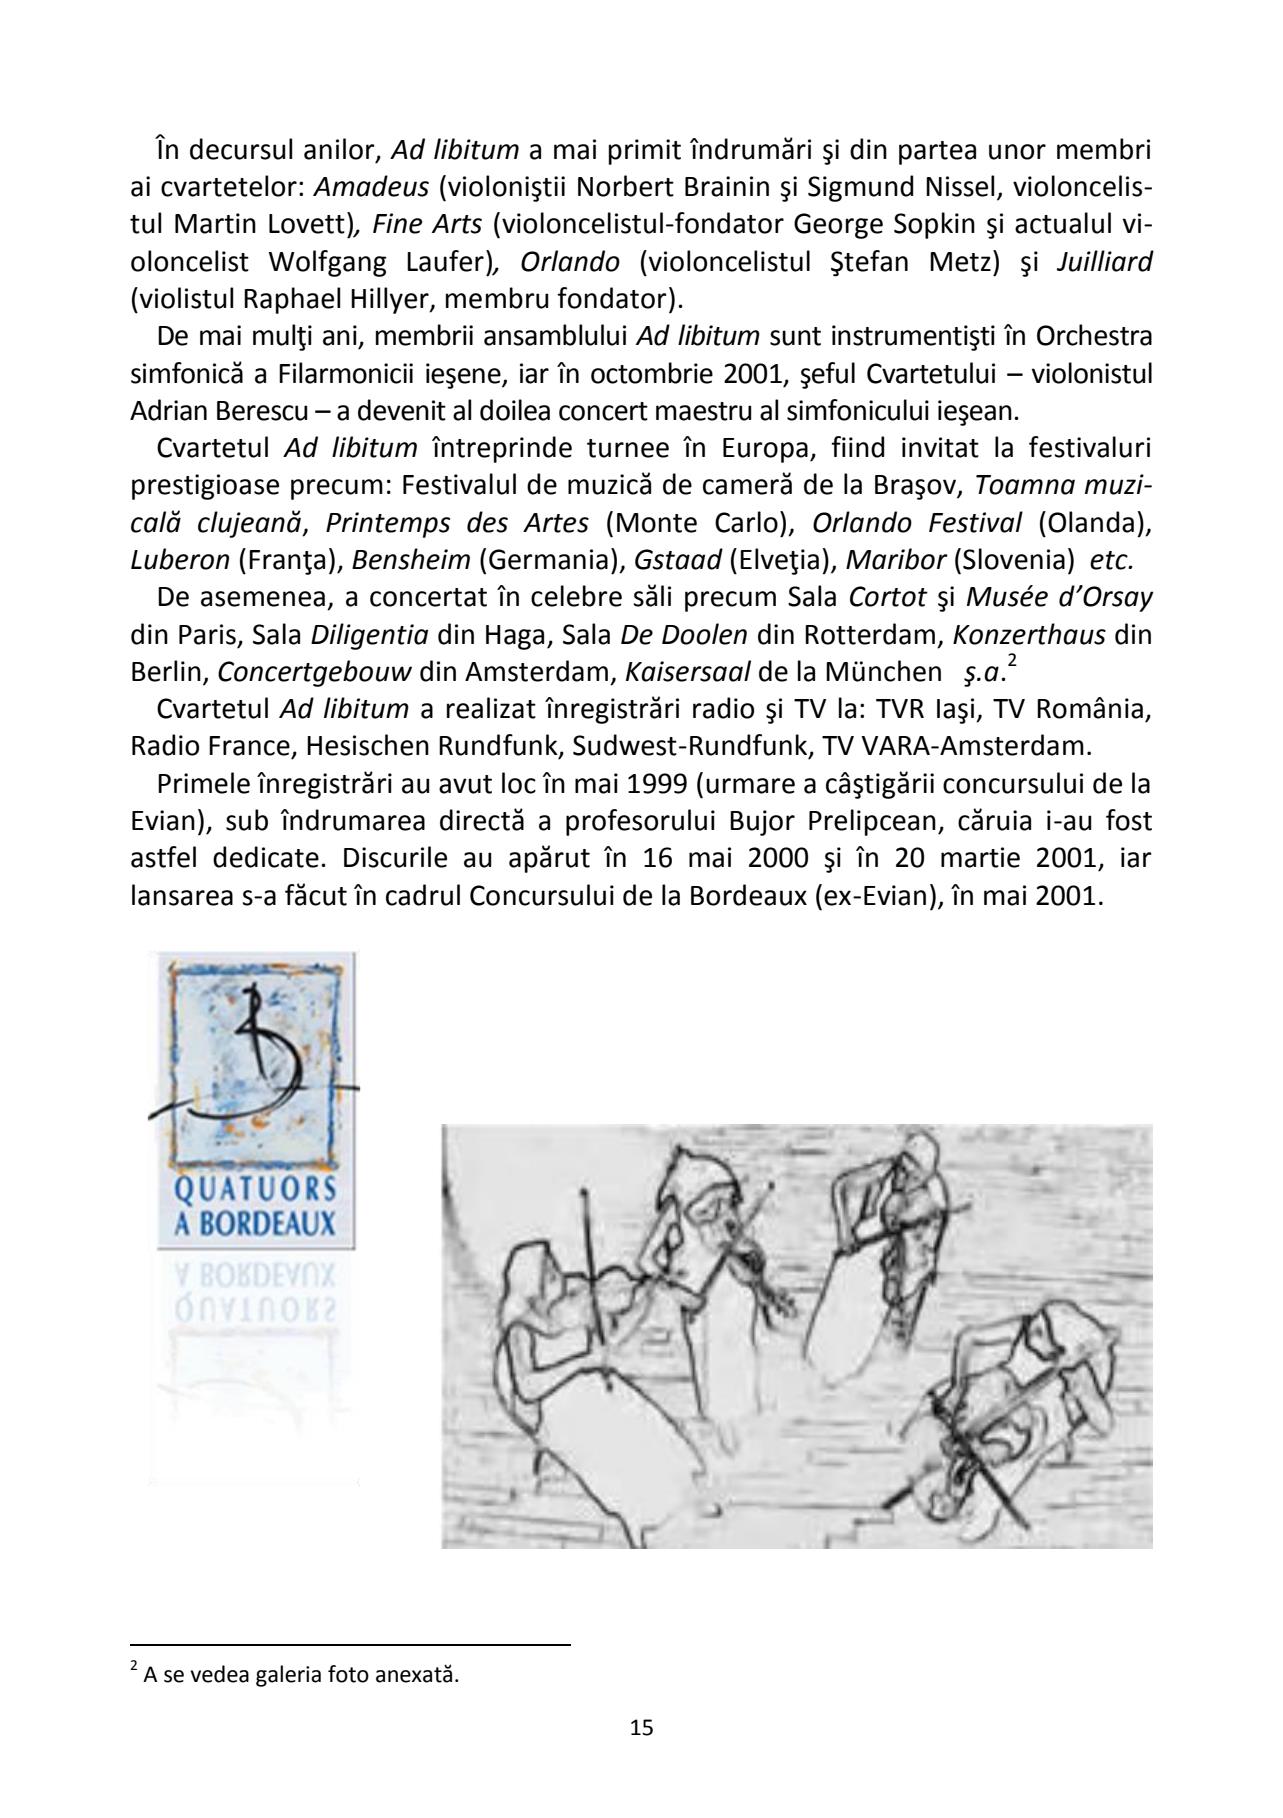 În decursul anilor, Ad libitum a mai primit îndrumări şi din partea unor membri
ai cvartetelor: Amadeus (violoniştii Norbert Brainin şi Sigmund Nissel, violoncelis-
tul Martin Lovett), Fine Arts (violoncelistul-fondator George Sopkin şi actualul vi-
oloncelist Wolfgang Laufer), Orlando (violoncelistul Ştefan Metz) şi Juilliard
(violistul Raphael Hillyer, membru fondator).
De mai mulţi ani, membrii ansamblului Ad libitum sunt instrumentişti în Orchestra
simfonică a Filarmonicii ieşene, iar în octombrie 2001, şeful Cvartetului – violonistul
Adrian Berescu – a devenit al doilea concert maestru al simfonicului ieşean.
Cvartetul Ad libitum întreprinde turnee în Europa, fiind invitat la festivaluri
prestigioase precum: Festivalul de muzică de cameră de la Braşov, Toamna muzi-
cală clujeană, Printemps des Artes (Monte Carlo), Orlando Festival (Olanda),
Luberon (Franţa), Bensheim (Germania), Gstaad (Elveţia), Maribor (Slovenia) etc.
De asemenea, a concertat în celebre săli precum Sala Cortot şi Musée d’Orsay
din Paris, Sala Diligentia din Haga, Sala De Doolen din Rotterdam, Konzerthaus din
Berlin, Concertgebouw din Amsterdam, Kaisersaal de la München ş.a.2
Cvartetul Ad libitum a realizat înregistrări radio şi TV la: TVR Iaşi, TV România,
Radio France, Hesischen Rundfunk, Sudwest-Rundfunk, TV VARA-Amsterdam.
Primele înregistrări au avut loc în mai 1999 (urmare a câştigării concursului de la
Evian), sub îndrumarea directă a profesorului Bujor Prelipcean, căruia i-au fost
astfel dedicate. Discurile au apărut în 16 mai 2000 şi în 20 martie 2001, iar
lansarea s-a făcut în cadrul Concursului de la Bordeaux (ex-Evian), în mai 2001.
QUATUORS
A BORDEAUX
2 A se vedea galeria foto anexată.
15